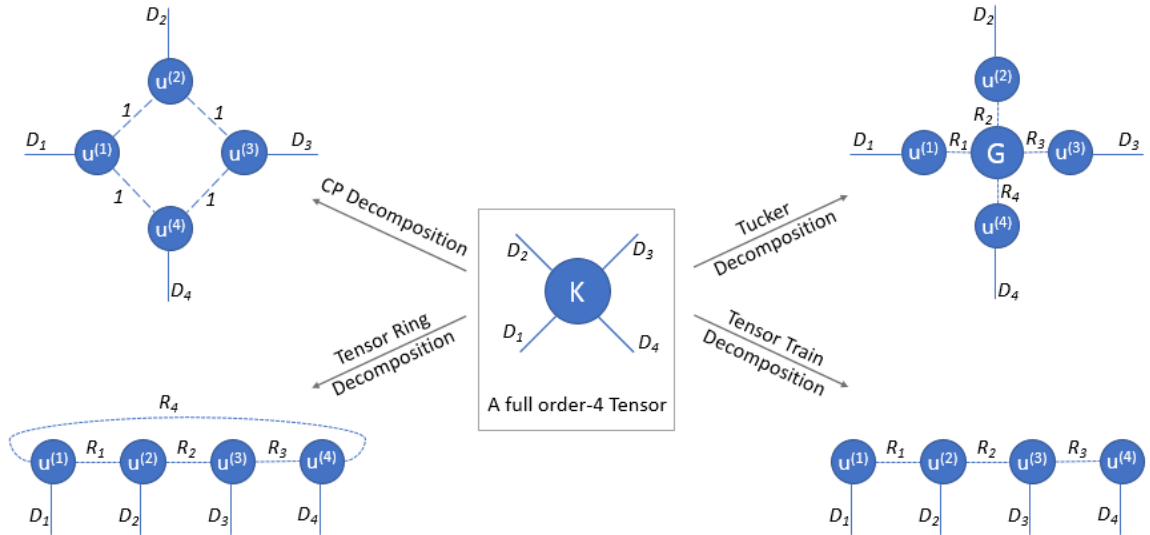 D₂
u⁽²⁾
1
1
D₁
u⁽¹⁾
u⁽³⁾
D₃
1
1
u⁽⁴⁾
D₄
CP Decomposition
D₂
u⁽²⁾
R₂
D₁
u⁽¹⁾
R₁
G
R₃
u⁽³⁾
D₃
R₄
u⁽⁴⁾
D₄
Tucker
Decomposition
D₂
D₃
K
D₁
D₄
A full order-4 Tensor
Tensor Ring
Decomposition
Tensor Train
Decomposition
R₄
u⁽¹⁾
R₁
u⁽²⁾
R₂
u⁽³⁾
R₃
u⁽⁴⁾
D₁
D₂
D₃
D₄
u⁽¹⁾
R₁
u⁽²⁾
R₂
u⁽³⁾
R₃
u⁽⁴⁾
D₁
D₂
D₃
D₄